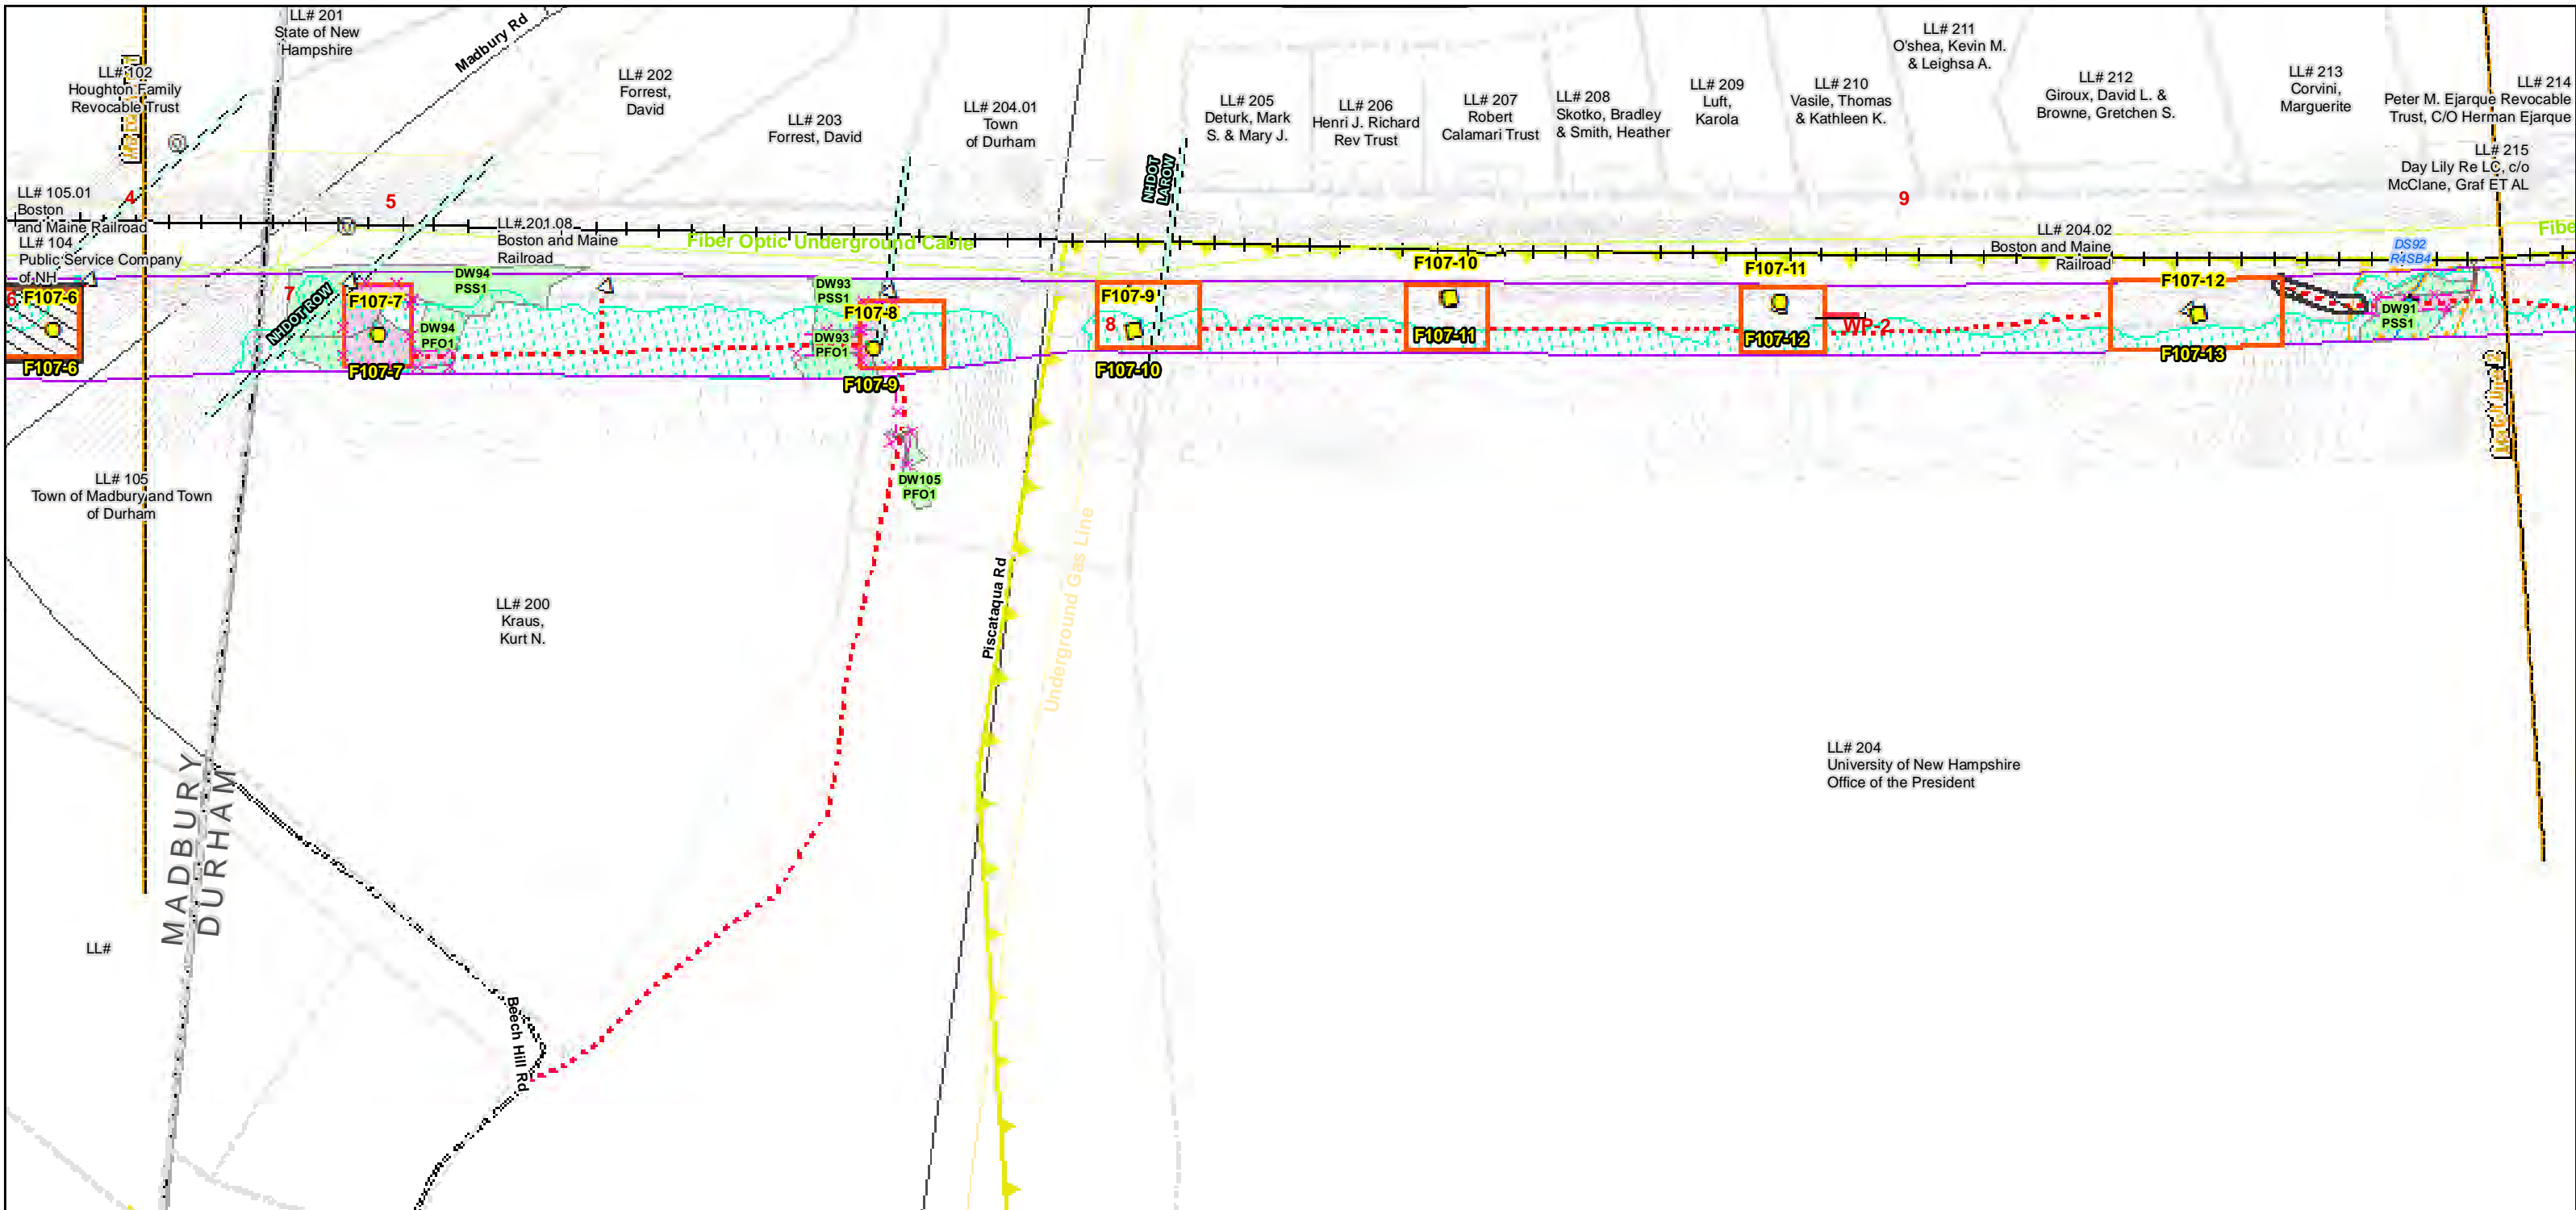 LL# 201
State of New
Hampshire
Madbury Rd
LL# 102
Houghton Family
Revocable Trust
LL# 202
Forrest,
David
LL# 203
Forrest, David
LL# 204.01
Town
of Durham
NHDOT
LAROW
LL# 205
Deturk, Mark
S. & Mary J.
LL# 206
Henri J. Richard
Rev Trust
LL# 207
Robert
Calamari Trust
LL# 208
Skotko, Bradley
& Smith, Heather
LL# 209
Luft,
Karola
LL# 210
Vasile, Thomas
& Kathleen K.
LL# 211
O'shea, Kevin M.
& Leighsa A.
LL# 212
Giroux, David L. &
Browne, Gretchen S.
LL# 213
Corvini,
Marguerite
LL# 214
Peter M. Ejarque Revocable
Trust, C/O Herman Ejarque
LL# 215
Day Lily Re LC, c/o
McClane, Graf ET AL
LL# 105.01
Boston
and Maine Railroad
LL# 104
Public Service Company
of NH
4
5
9
LL# 201.08
Boston and Maine
Railroad
Fiber Optic Underground Cable
LL# 204.02
Boston and Maine
Railroad
Fibe
DS92
R4SB4
6
F107-6
F107-6
7
NHDOT ROW
F107-7
F107-7
DW94
PSS1
DW94
PFO1
DW93
PSS1
DW93
PFO1
F107-8
F107-9
F107-9
8
F107-10
F107-10
F107-11
F107-11
F107-12
WP-2
F107-12
F107-13
DW91
PSS1
DW105
PFO1
LL# 105
Town of Madbury and Town
of Durham
LL# 200
Kraus,
Kurt N.
Piscataqua Rd
Underground Gas Line
LL# 204
University of New Hampshire
Office of the President
MADBURY
DURHAM
LL#
Beech Hill Rd